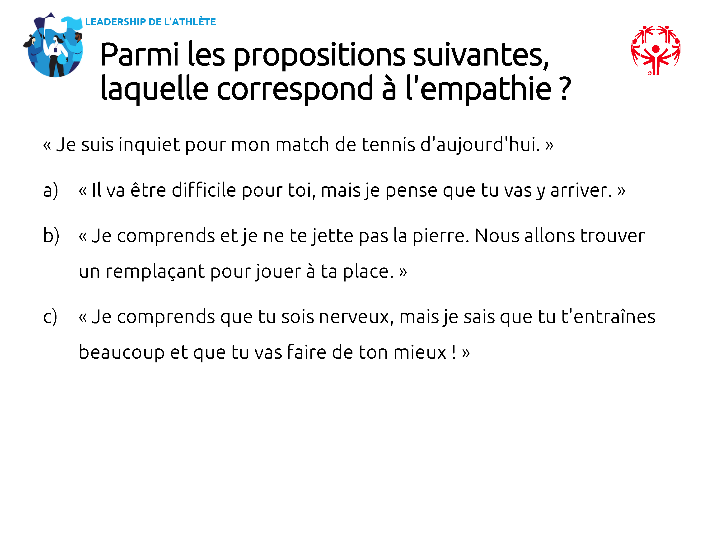 LEADERSHIP DE L'ATHLÈTE
Parmi les propositions suivantes,
laquelle correspond à l'empathie ?
« Je suis inquiet pour mon match de tennis d'aujourd'hui. »
a) « Il va être difficile pour toi, mais je pense que tu vas y arriver. »
b) « Je comprends et je ne te jette pas la pierre. Nous allons trouver
un remplaçant pour jouer à ta place. »
c) « Je comprends que tu sois nerveux, mais je sais que tu t'entraînes
beaucoup et que tu vas faire de ton mieux ! »